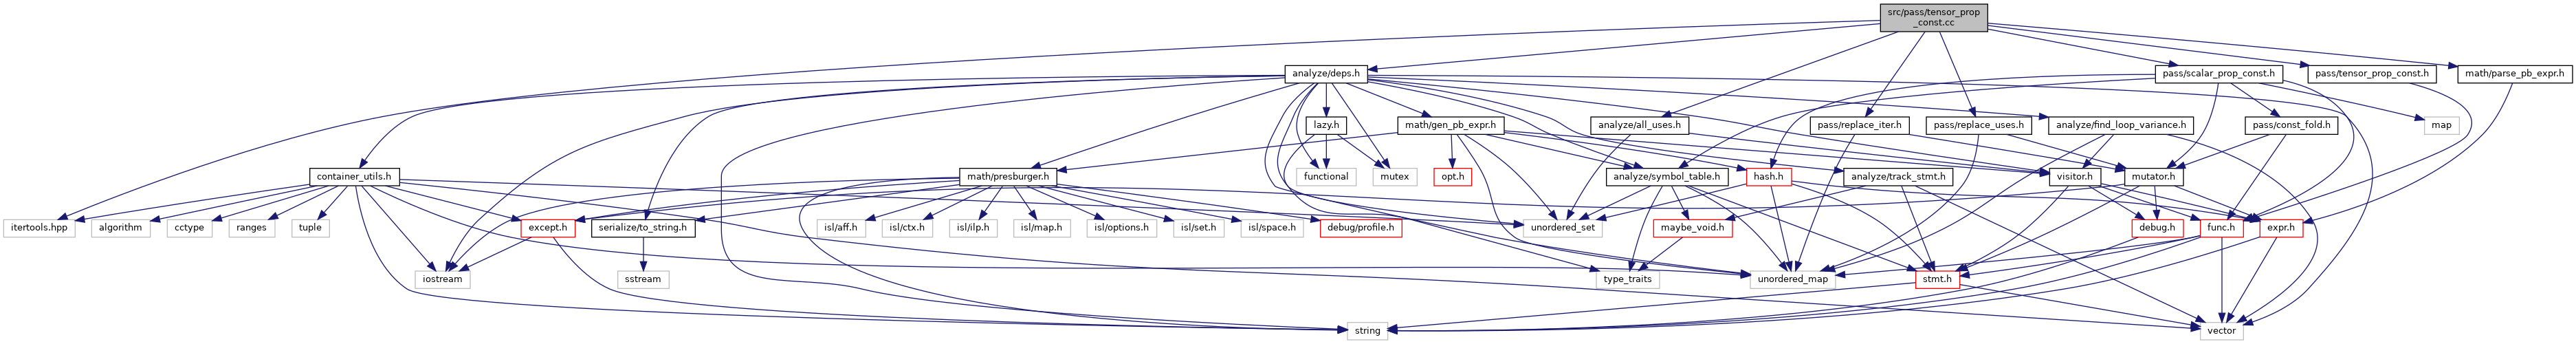 src/pass/tensor_prop
_const.cc
analyze/deps.h
pass/scalar_prop_const.h
pass/tensor_prop_const.h
math/parse_pb_expr.h
lazy.h
math/gen_pb_expr.h
analyze/all_uses.h
pass/replace_iter.h
pass/replace_uses.h
analyze/find_loop_variance.h
pass/const_fold.h
map
container_utils.h
math/presburger.h
functional
mutex
opt.h
analyze/symbol_table.h
hash.h
analyze/track_stmt.h
visitor.h
mutator.h
itertools.hpp
algorithm
cctype
ranges
tuple
except.h
serialize/to_string.h
isl/aff.h
isl/ctx.h
isl/ilp.h
isl/map.h
isl/options.h
isl/set.h
isl/space.h
debug/profile.h
unordered_set
maybe_void.h
debug.h
func.h
expr.h
iostream
sstream
type_traits
unordered_map
stmt.h
string
vector